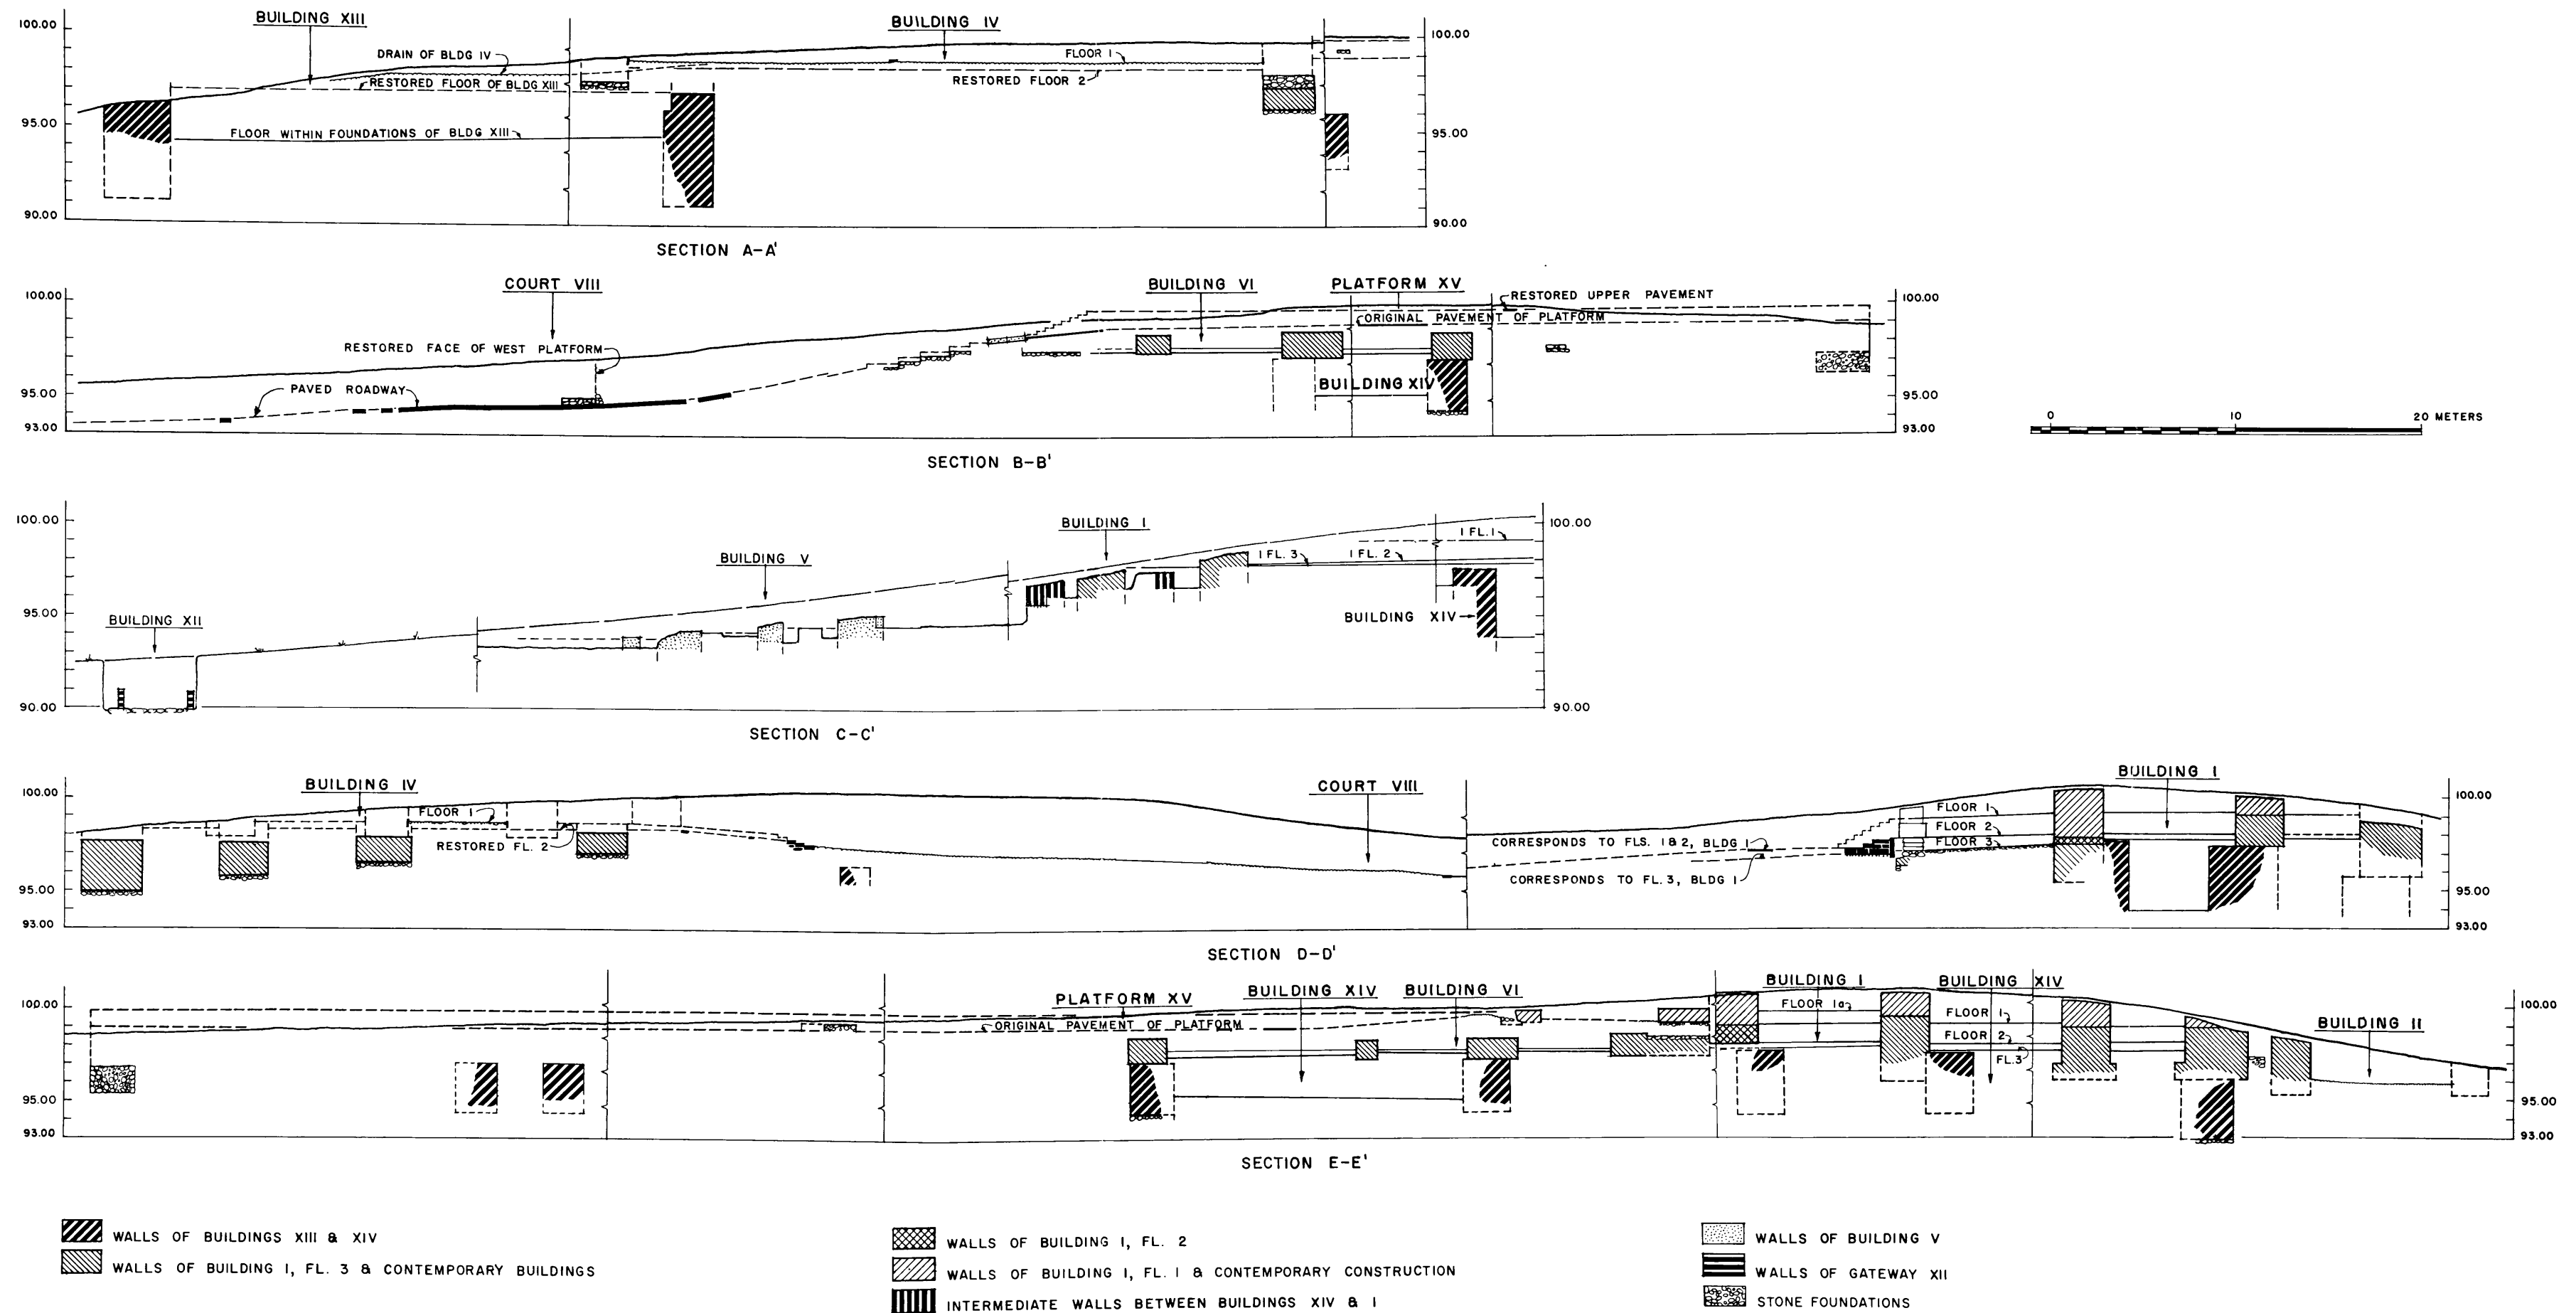 BUILDING XIII
BUILDING IV
100.00
100.00
DRAIN OF BLDG IV
FLOOR 1
RESTORED FLOOR OF BLDG XIII
RESTORED FLOOR 2
95.00
95.00
FLOOR WITHIN FOUNDATIONS OF BLDG XIII
90.00
90.00
SECTION A-A'
COURT VIII
BUILDING VI
PLATFORM XV
100.00
RESTORED UPPER PAVEMENT
100.00
ORIGINAL PAVEMENT OF PLATFORM
RESTORED FACE OF WEST PLATFORM
PAVED ROADWAY
BUILDING XIV
95.00
95.00
93.00
93.00
0 10 20 METERS
SECTION B-B'
100.00
BUILDING I
100.00
I FL. 1
BUILDING V
I FL. 3
I FL. 2
95.00
BUILDING XII
BUILDING XIV
90.00
90.00
SECTION C-C'
BUILDING IV
COURT VIII
BUILDING I
100.00
100.00
FLOOR 1
FLOOR 1
FLOOR 2
RESTORED FL. 2
CORRESPONDS TO FLS. 1 & 2, BLDG 1
FLOOR 3
CORRESPONDS TO FL. 3, BLDG 1
95.00
95.00
93.00
93.00
SECTION D-D'
BUILDING I
BUILDING XIV
PLATFORM XV
BUILDING XIV
BUILDING VI
100.00
100.00
FLOOR 1a
ORIGINAL PAVEMENT OF PLATFORM
FLOOR 1
BUILDING II
FLOOR 2
FL. 3
95.00
95.00
93.00
93.00
SECTION E-E'
WALLS OF BUILDINGS XIII & XIV
WALLS OF BUILDING I, FL. 3 & CONTEMPORARY BUILDINGS
WALLS OF BUILDING I, FL. 2
WALLS OF BUILDING I, FL. 1 & CONTEMPORARY CONSTRUCTION
INTERMEDIATE WALLS BETWEEN BUILDINGS XIV & I
WALLS OF BUILDING V
WALLS OF GATEWAY XII
STONE FOUNDATIONS